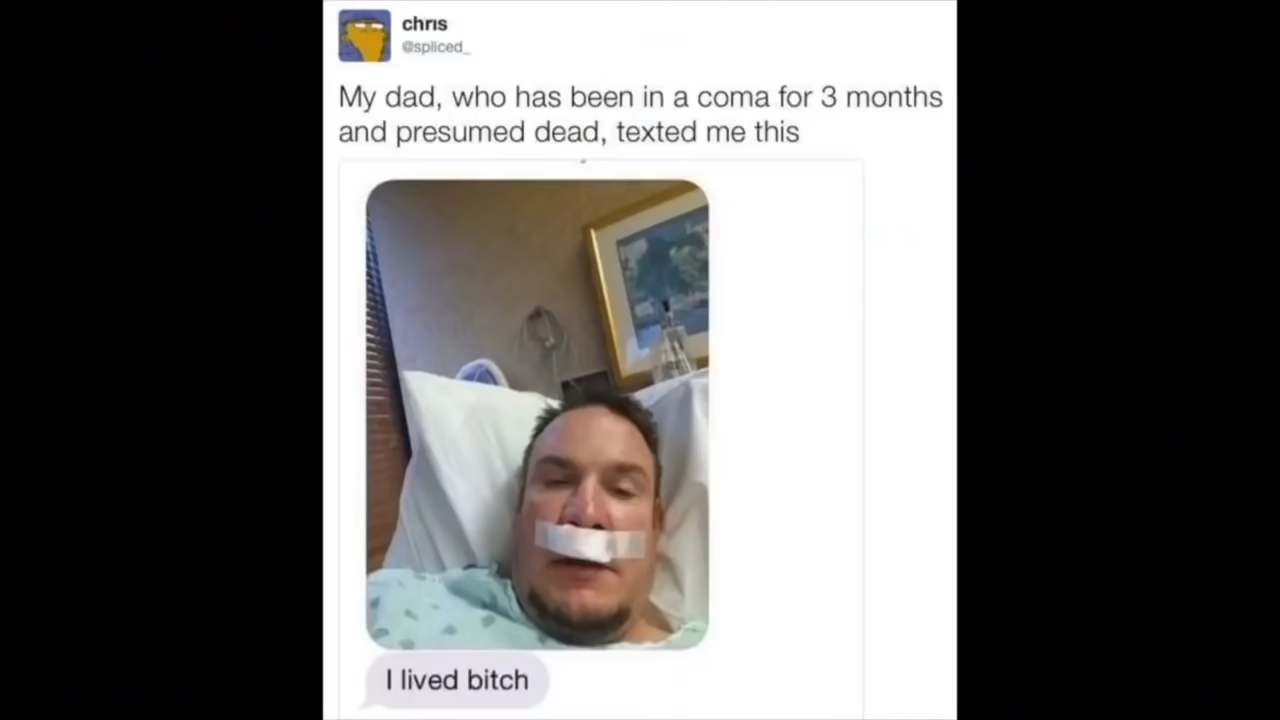 chris
@spliced_
My dad, who has been in a coma for 3 months
and presumed dead, texted me this
I lived bitch